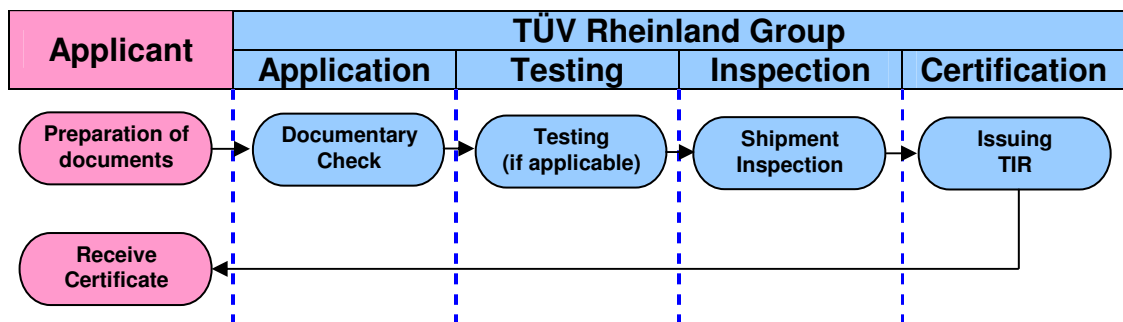 Applicant
TÜV Rheinland Group
Application
Testing
Inspection
Certification
Preparation of
documents
Documentary
Check
Testing
(if applicable)
Shipment
Inspection
Issuing
TIR
Receive
Certificate